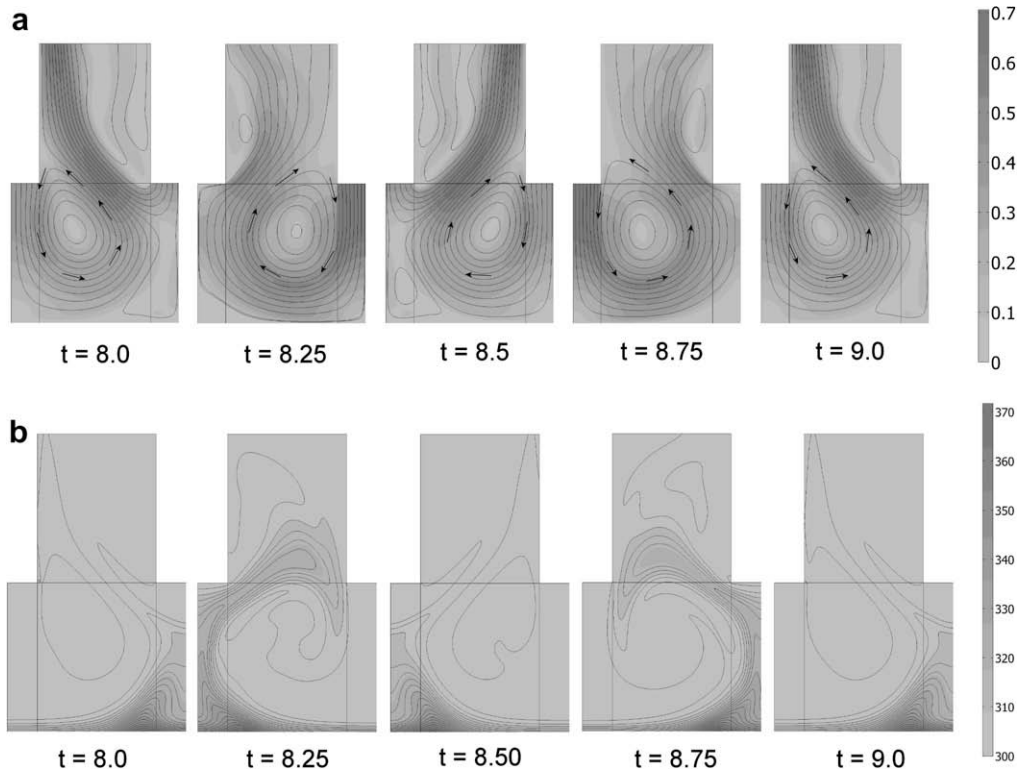 a
0.7
0.6
0.5
0.4
0.3
0.2
0.1
0
t = 8.0
t = 8.25
t = 8.5
t = 8.75
t = 9.0
b
370
360
350
340
330
320
310
300
t = 8.0
t = 8.25
t = 8.50
t = 8.75
t = 9.0